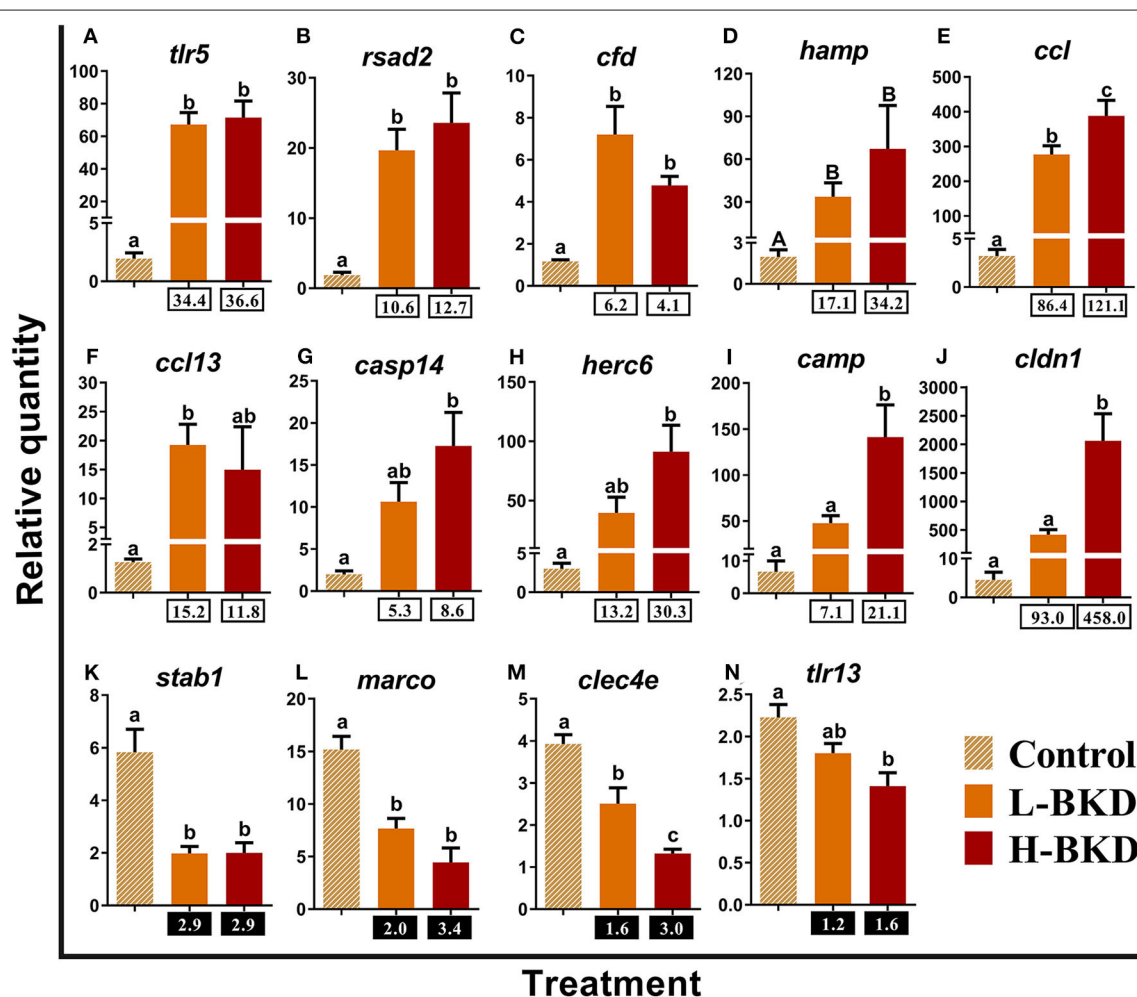 Relative quantity
A
tlr5
100
90
80
70
60
50
40
30
20
10
5
0
a
b
b
34.4
36.6
B
rsad2
30
20
10
0
a
b
b
10.6
12.7
C
cfd
10
8
6
4
2
0
a
b
b
6.2
4.1
D
hamp
120
90
60
30
3
0
A
B
B
17.1
34.2
E
ccl
500
400
300
200
100
5
0
a
b
c
86.4
121.1
F
ccl13
30
25
20
15
10
5
2
0
a
b
ab
15.2
11.8
G
casp14
25
20
15
10
5
0
a
ab
b
5.3
8.6
H
herc6
150
100
50
5
0
a
ab
b
13.2
30.3
I
camp
200
150
100
50
10
0
a
a
b
7.1
21.1
J
cldn1
3000
2500
2000
1500
1000
500
10
0
a
a
b
93.0
458.0
K
stab1
8
6
4
2
0
a
b
b
2.9
2.9
L
marco
20
15
10
5
0
a
b
b
2.0
3.4
M
clec4e
5
4
3
2
1
0
a
b
c
1.6
3.0
N
tlr13
2.5
2.0
1.5
1.0
0.5
0.0
a
ab
b
1.2
1.6
Control
L-BKD
H-BKD
Treatment